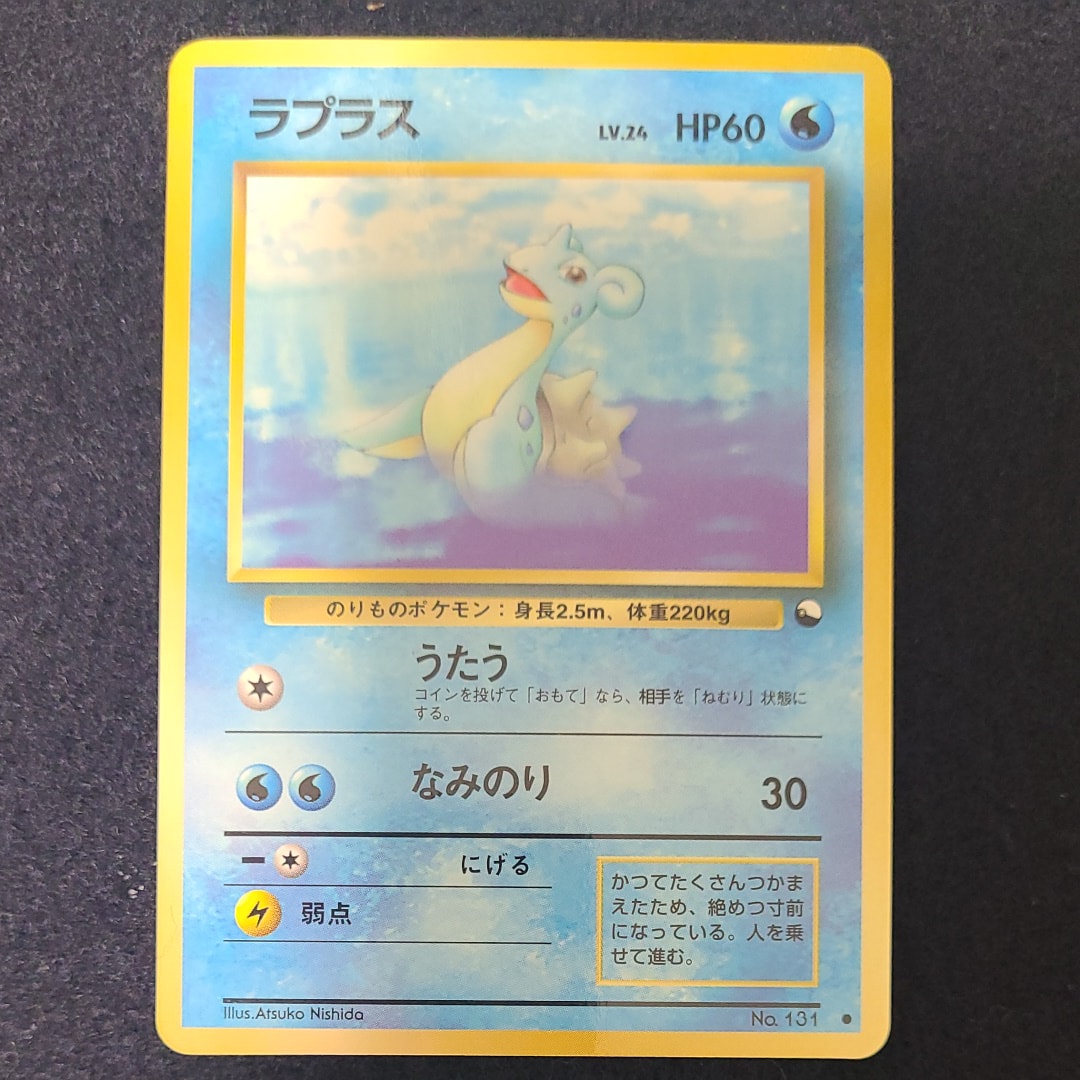 ラプラス LV.24 HP60
のりものポケモン：身長2.5m、体重220kg
うたう
コインを投げて「おもて」なら、相手を「ねむり」状態に
する。
なみのり 30
にげる
弱点
かつてたくさんつかま
えたため、絶めつ寸前
になっている。人を乗
せて進む。
Illus.Atsuko Nishida No. 131 ●